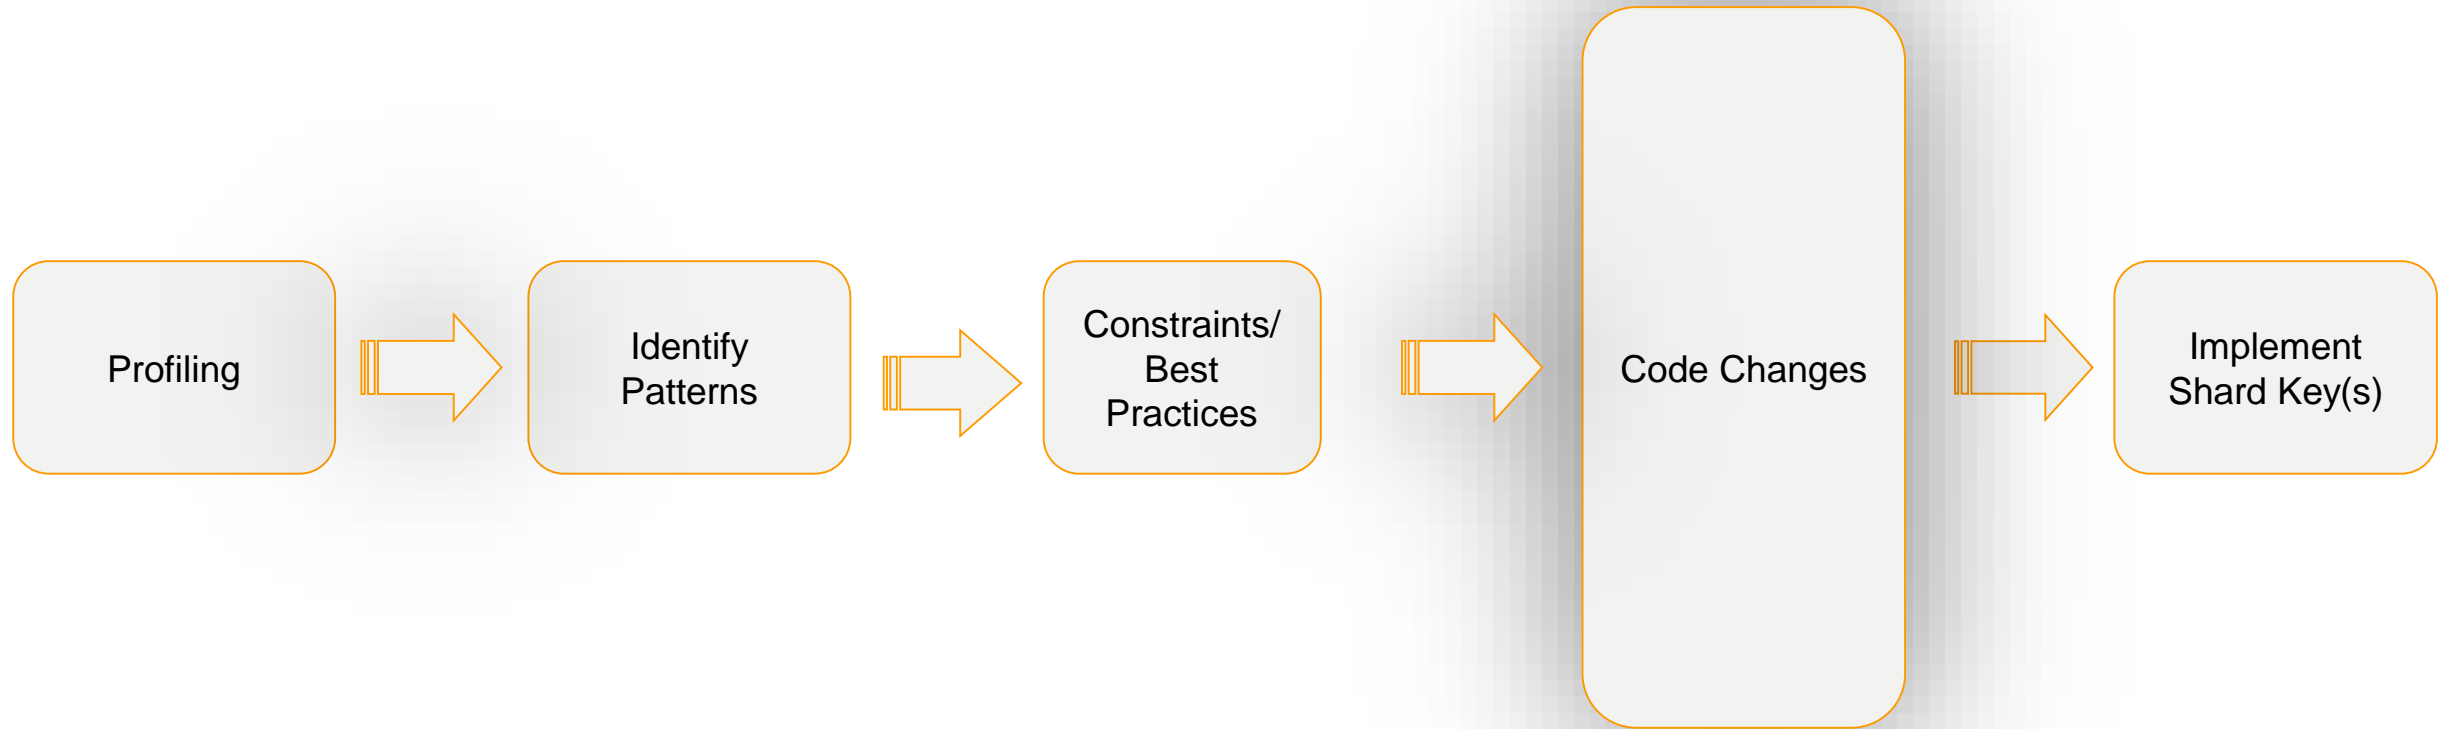 Profiling
Identify
Patterns
Constraints/
Best
Practices
Code Changes
Implement
Shard Key(s)